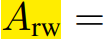 A_rw =